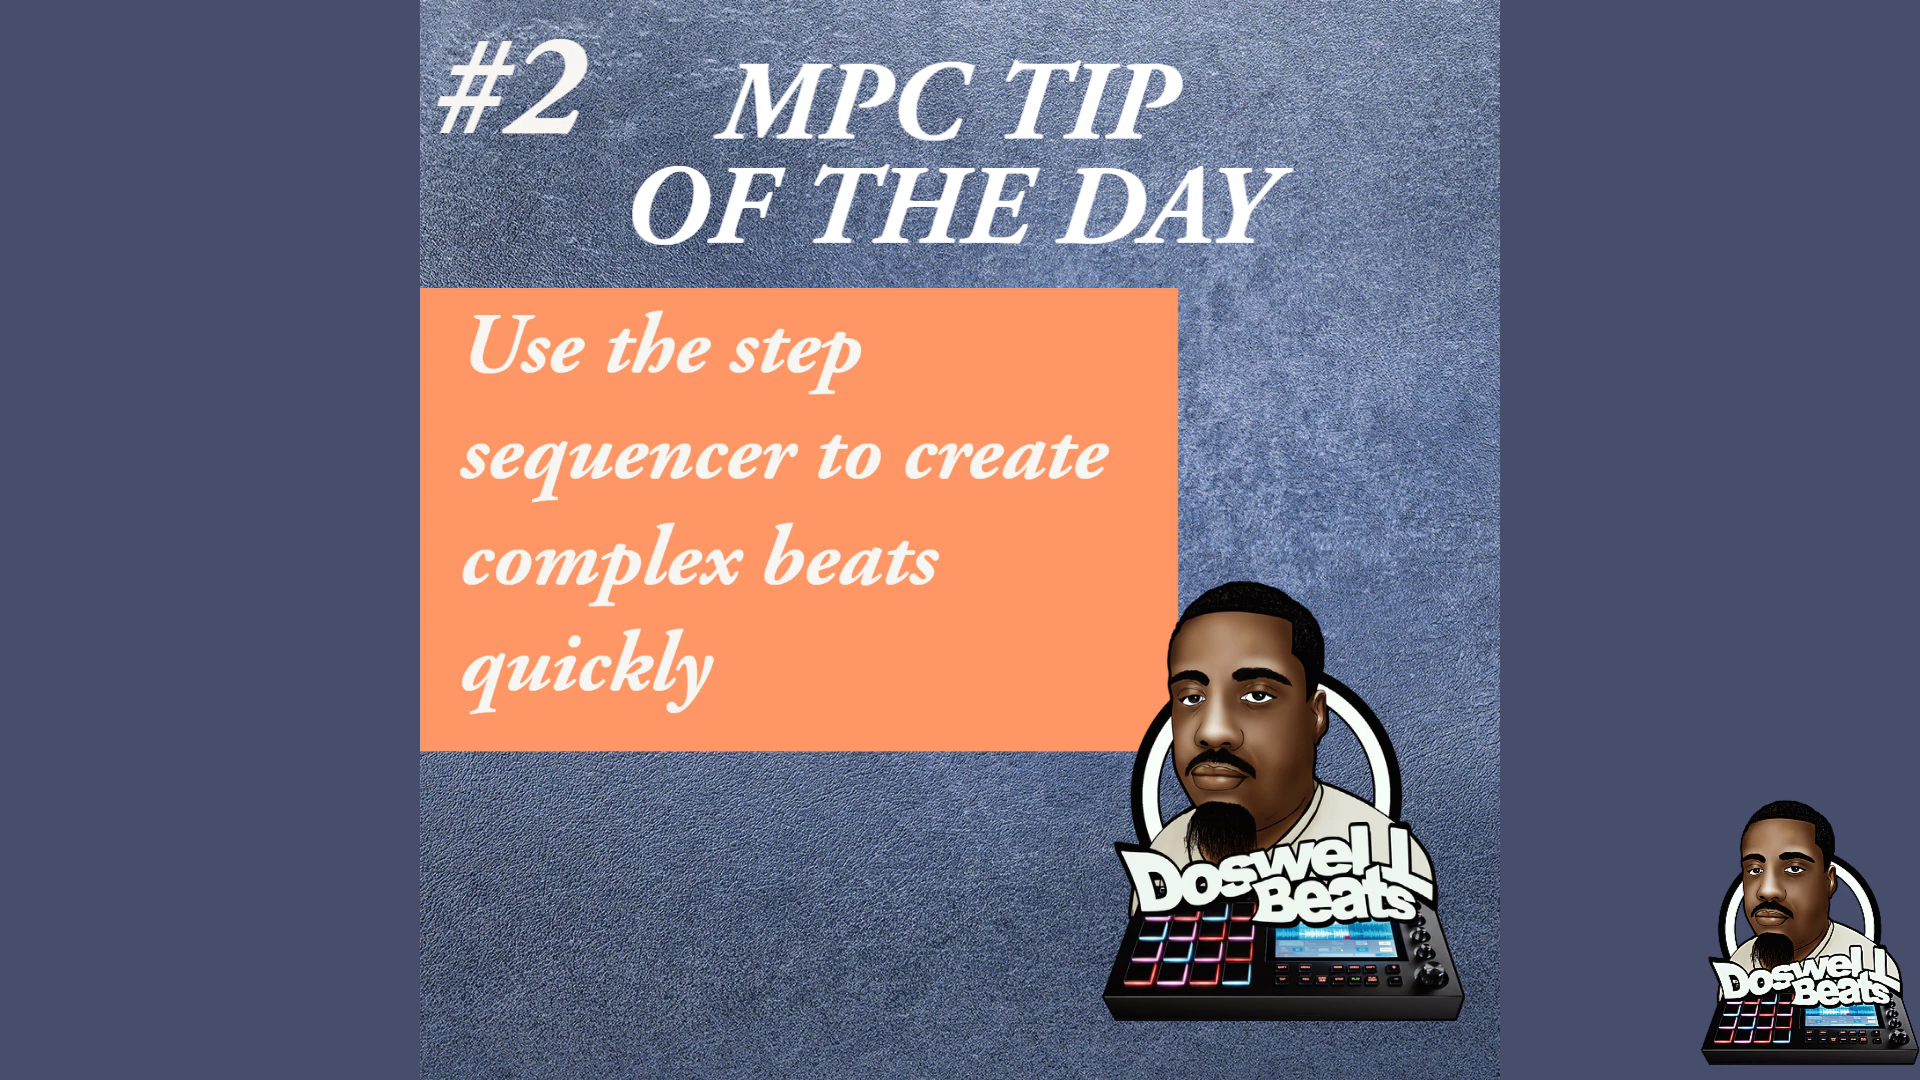 #2
MPC TIP
OF THE DAY
Use the step
sequencer to create
complex beats
quickly
Doswell
Beats
Doswell
Beats